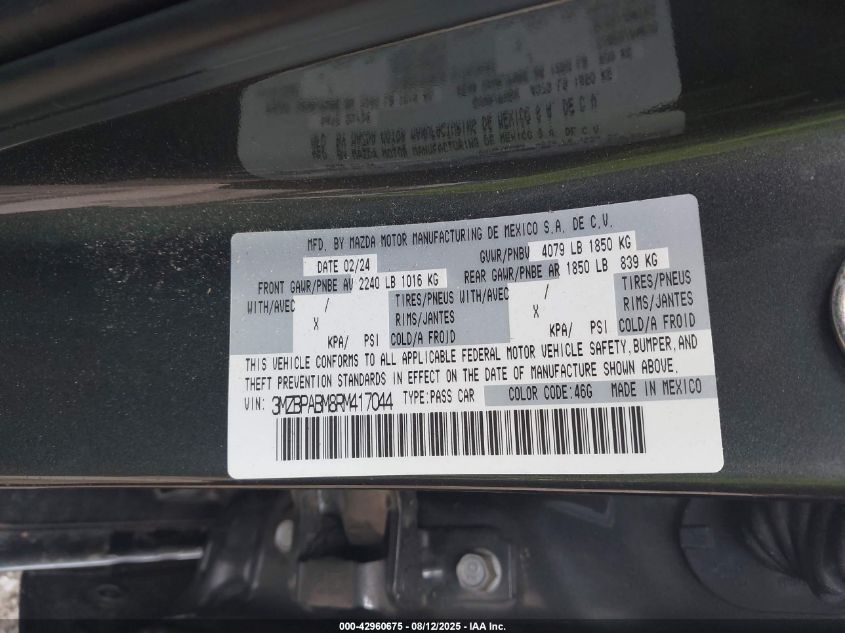 MFD. BY MAZDA MOTOR MANUFACTURING DE MEXICO S.A. DE C.V.
DATE 02/24 GVWR/PNBV 4079 LB 1850 KG
FRONT GAWR/PNBE AV 2240 LB 1016 KG REAR GAWR/PNBE AR 1850 LB 839 KG
WITH/AVEC / TIRES/PNEUS WITH/AVEC / TIRES/PNEUS
X RIMS/JANTES X RIMS/JANTES
KPA/ PSI COLD/A FROID KPA/ PSI COLD/A FROID
THIS VEHICLE CONFORMS TO ALL APPLICABLE FEDERAL MOTOR VEHICLE SAFETY, BUMPER, AND
THEFT PREVENTION STANDARDS IN EFFECT ON THE DATE OF MANUFACTURE SHOWN ABOVE.
VIN: 3MZBPABM8RM417044 TYPE:PASS CAR COLOR CODE:46G MADE IN MEXICO
000-42960675 - 08/12/2025 - IAA Inc.